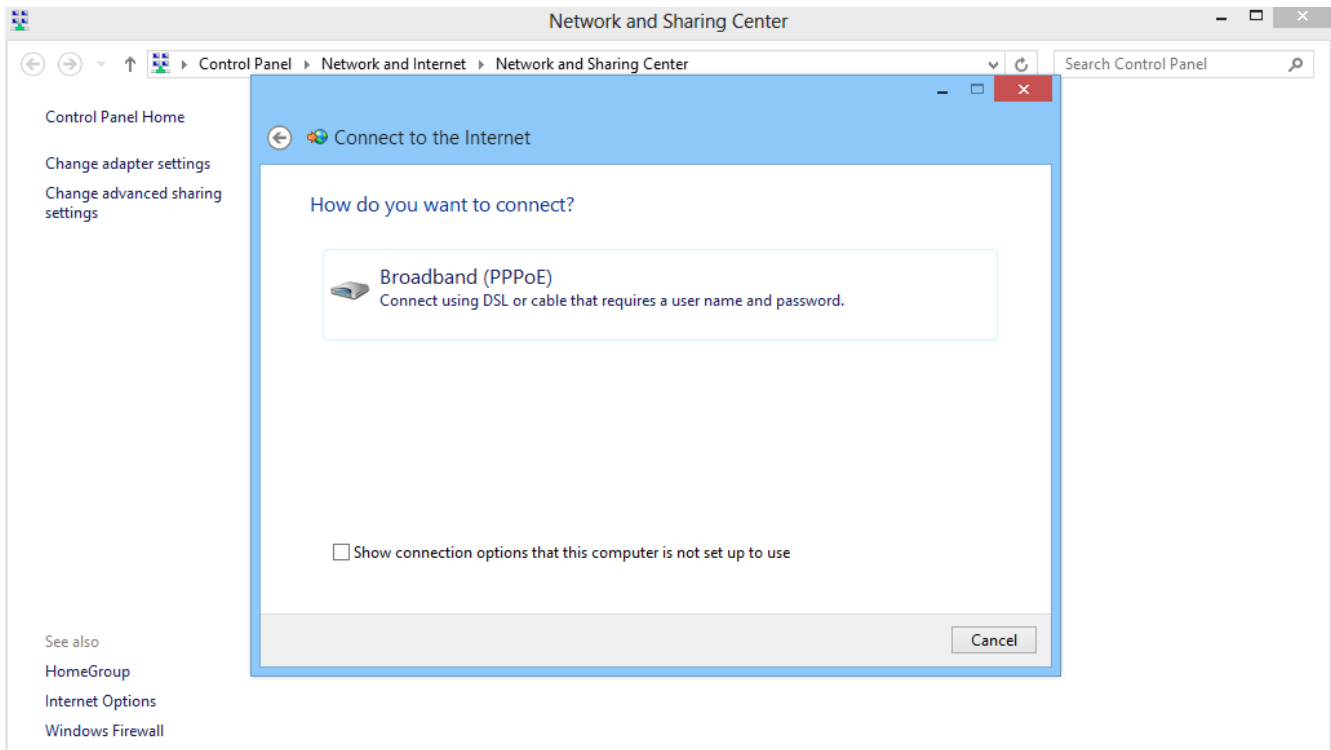 Network and Sharing Center
Control Panel Network and Internet Network and Sharing Center
Search Control Panel
Control Panel Home
Change adapter settings
Change advanced sharing
settings
Connect to the Internet
How do you want to connect?
Broadband (PPPoE)
Connect using DSL or cable that requires a user name and password.
Show connection options that this computer is not set up to use
Cancel
See also
HomeGroup
Internet Options
Windows Firewall